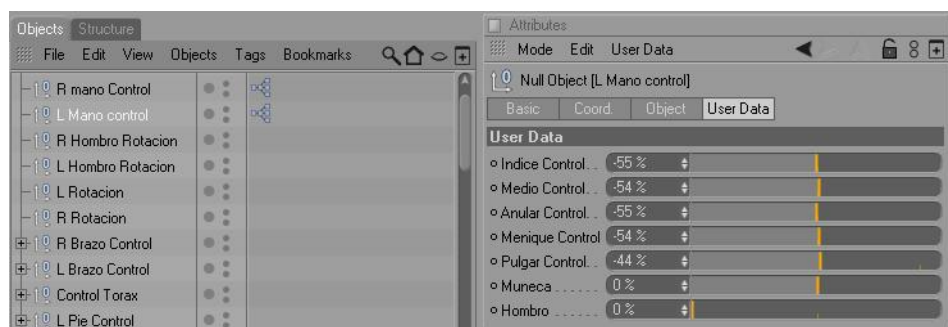 Objects Structure
File Edit View Objects Tags Bookmarks
R mano Control
L Mano control
R Hombro Rotacion
L Hombro Rotacion
L Rotacion
R Rotacion
R Brazo Control
L Brazo Control
Control Torax
L Pie Control
Attributes
Mode Edit User Data
Null Object [L Mano control]
Basic Coord. Object User Data
User Data
Indice Control. . -55 %
Medio Control. . -54 %
Anular Control. . -55 %
Menique Control -54 %
Pulgar Control. . -44 %
Muneca . . . . . . 0 %
Hombro . . . . . . 0 %